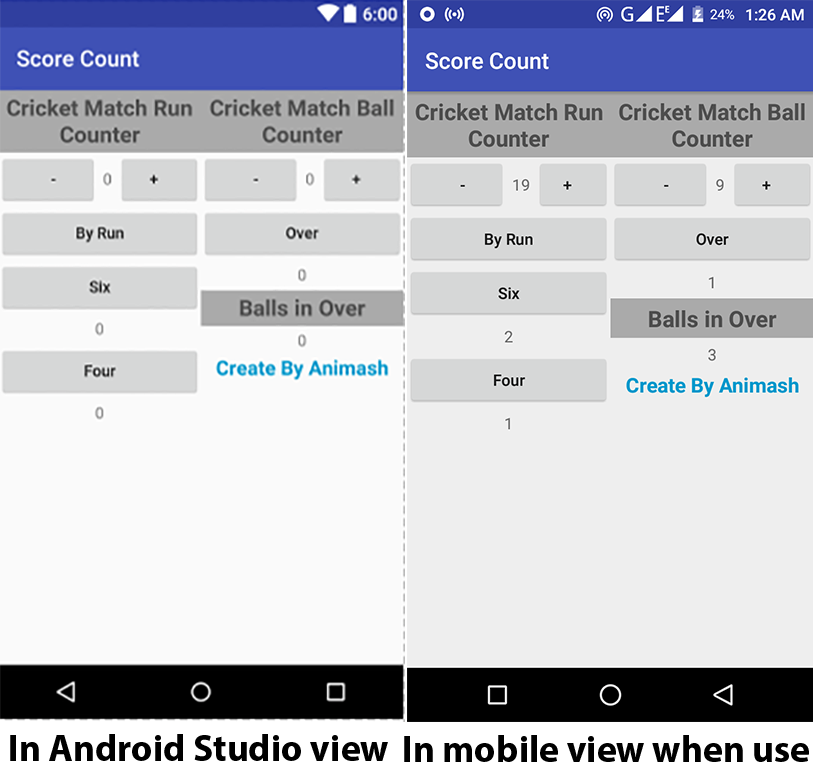 6:00
Score Count
Cricket Match Run
Counter
Cricket Match Ball
Counter
- 0 +
- 0 +
By Run
Over
0
Six
Balls in Over
0
0
Four
Create By Animash
0
In Android Studio view
G EE 24% 1:26 AM
Score Count
Cricket Match Run
Counter
Cricket Match Ball
Counter
- 19 +
- 9 +
By Run
Over
1
Six
Balls in Over
2
3
Four
Create By Animash
1
In mobile view when use